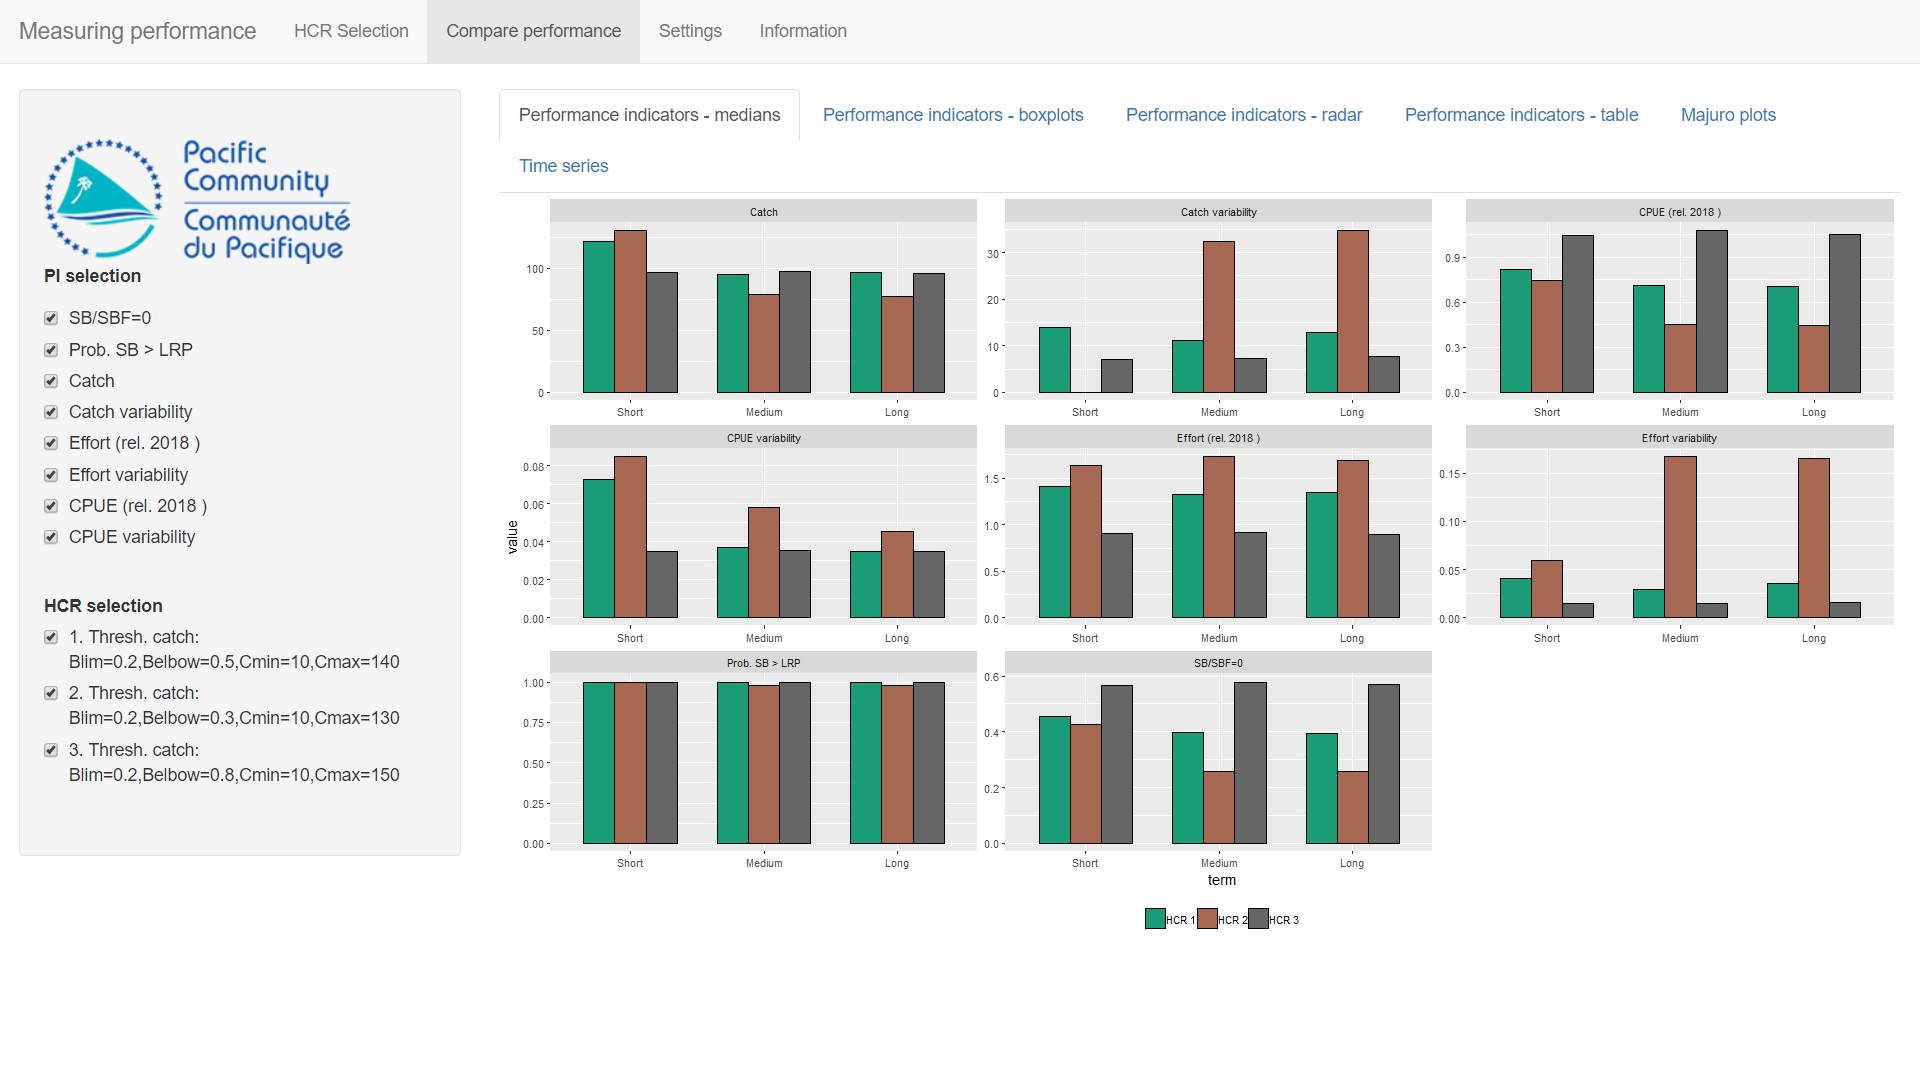 Measuring performance HCR Selection Compare performance Settings Information
Pacific
Community
Communauté
du Pacifique
PI selection
SB/SBF=0
Prob. SB > LRP
Catch
Catch variability
Effort (rel. 2018 )
Effort variability
CPUE (rel. 2018 )
CPUE variability
HCR selection
1. Thresh. catch:
Blim=0.2,Belbow=0.5,Cmin=10,Cmax=140
2. Thresh. catch:
Blim=0.2,Belbow=0.3,Cmin=10,Cmax=130
3. Thresh. catch:
Blim=0.2,Belbow=0.8,Cmin=10,Cmax=150
Performance indicators - medians Performance indicators - boxplots Performance indicators - radar Performance indicators - table Majuro plots
Time series
value
Catch
100
50
0
Short Medium Long
Catch variability
30
20
10
0
Short Medium Long
CPUE (rel. 2018 )
0.9
0.6
0.3
0.0
Short Medium Long
CPUE variability
0.08
0.06
0.04
0.02
0.00
Short Medium Long
Effort (rel. 2018 )
1.5
1.0
0.5
0.0
Short Medium Long
Effort variability
0.15
0.10
0.05
0.00
Short Medium Long
Prob. SB > LRP
1.00
0.75
0.50
0.25
0.00
Short Medium Long
SB/SBF=0
0.6
0.4
0.2
0.0
Short Medium Long
term
HCR 1 HCR 2 HCR 3